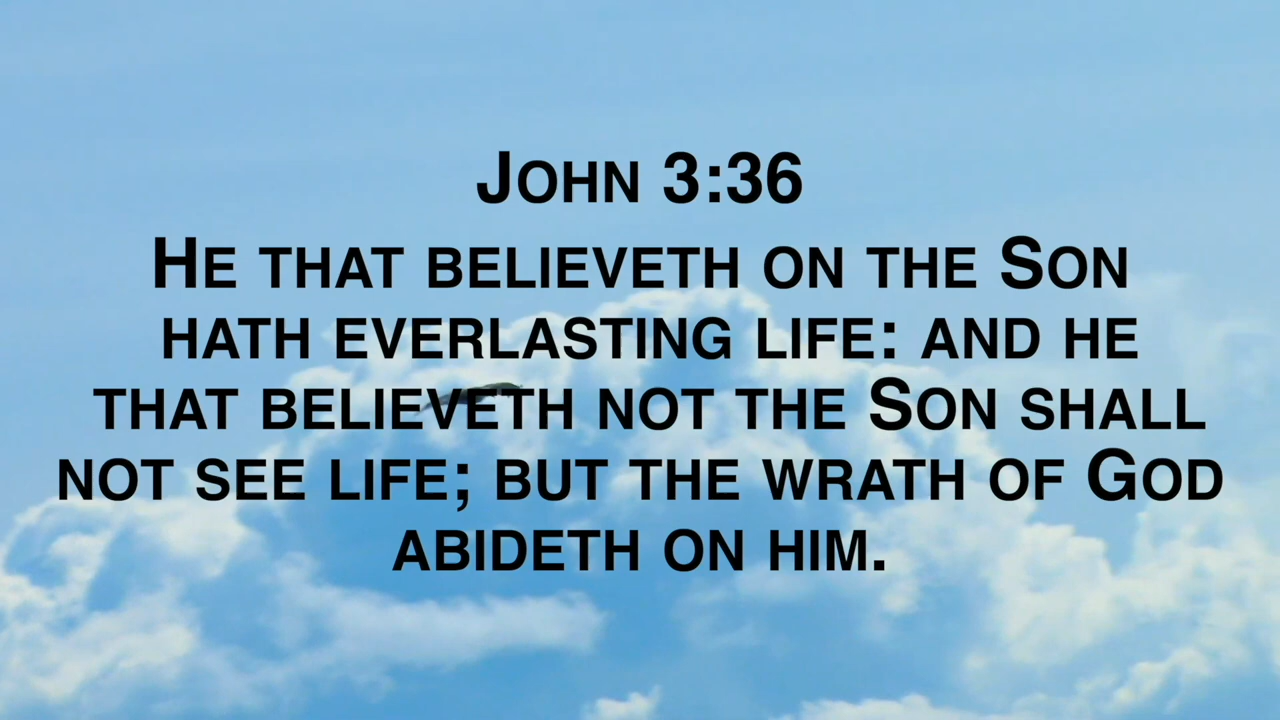 John 3:36
He that believeth on the Son
hath everlasting life: and he
that believeth not the Son shall
not see life; but the wrath of God
abideth on him.